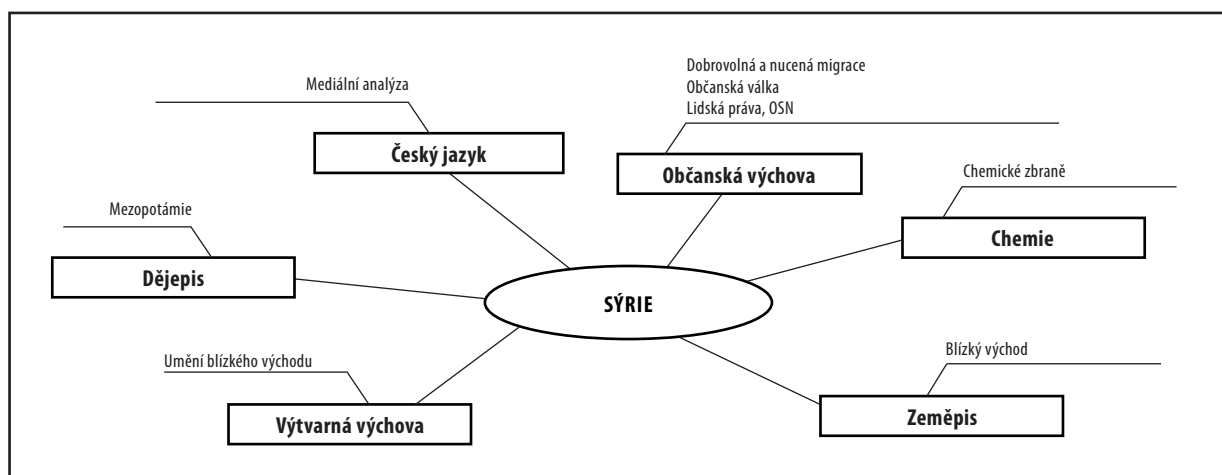 Dobrovolná a nucená migrace
Občanská válka
Lidská práva, OSN
Mediální analýza
Český jazyk
Občanská výchova
Chemické zbraně
Chemie
Mezopotámie
Dějepis
SÝRIE
Umění blízkého východu
Výtvarná výchova
Blízký východ
Zeměpis